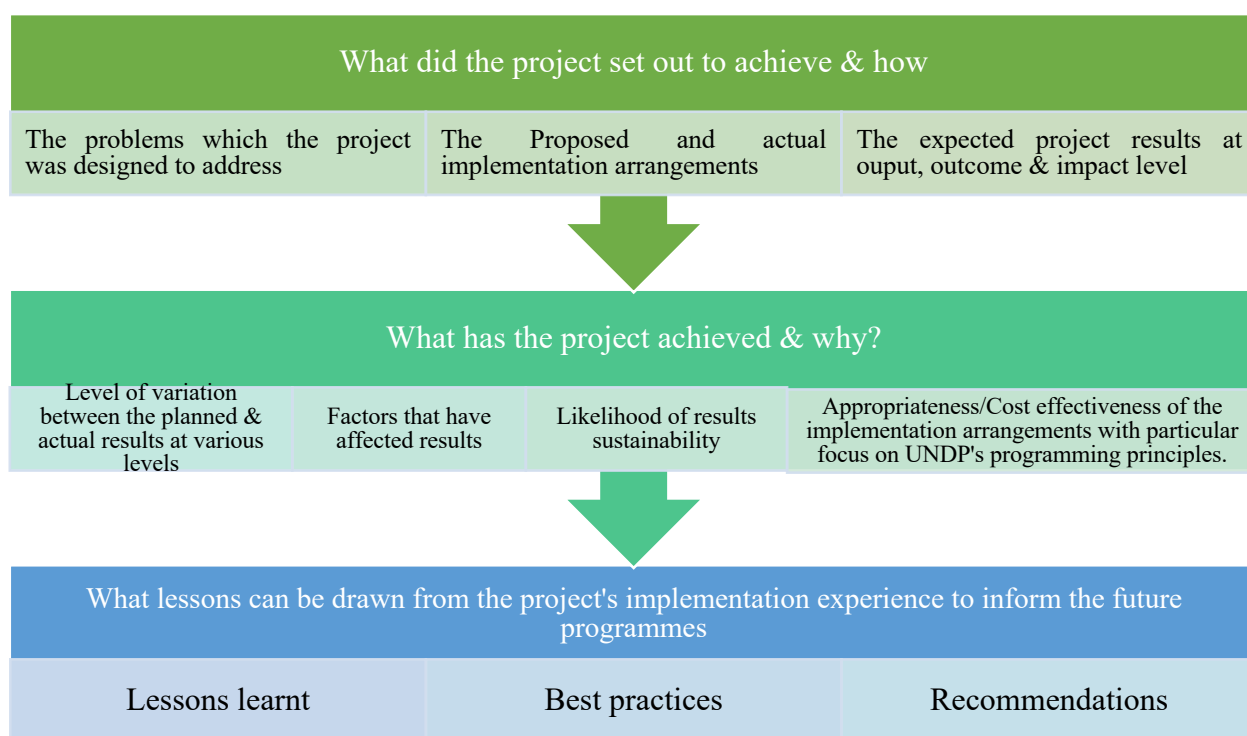 What did the project set out to achieve & how
The problems which the project
was designed to address
The Proposed and actual
implementation arrangements
The expected project results at
ouput, outcome & impact level
What has the project achieved & why?
Level of variation
between the planned &
actual results at various
levels
Factors that have
affected results
Likelihood of results
sustainability
Appropriateness/Cost effectiveness of the
implementation arrangements with particular
focus on UNDP's programming principles.
What lessons can be drawn from the project's implementation experience to inform the future
programmes
Lessons learnt
Best practices
Recommendations